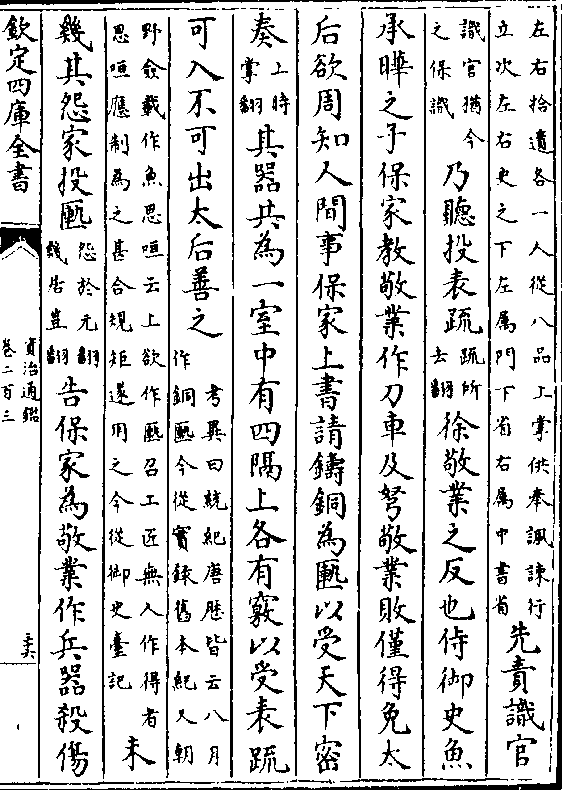 左右拾遺各一人從八品上掌供奉諷諫行
立次左右史之下左屬門下省右屬中書省
先責識官
識官猶今
之保識
乃聽投表疏
疏所
去翻
徐敬業之反也侍御史魚
承曄之子保家教敬業作刀車及弩敬業敗僅得免太
后欲周知人間事保家上書請鑄銅為匭以受天下密
奏
上時
掌翻
其器共為一室中有四隔上各有竅以受表疏
可入不可出太后善之
考異曰統紀唐歷皆云八月
作銅匭今從實錄舊本紀又朝
野僉載作魚思咺云上欲作匭召工匠無人作得者
思咺應制為之甚合規矩遂用之今從御史臺記
未
幾其怨家投匭
怨於元翻
幾居豈翻
告保家為敬業作兵器殺傷
欽定四庫全書
資治通鑑
卷二百三